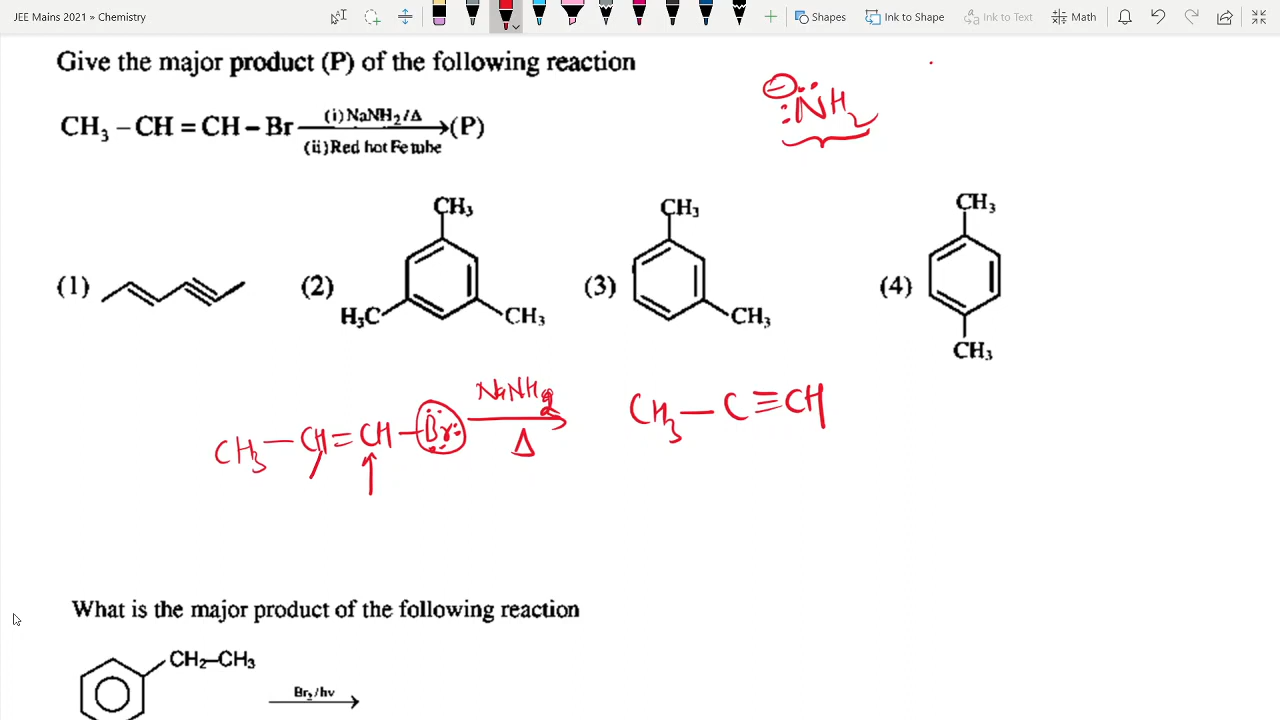 JEE Mains 2021 » Chemistry
Shapes Ink to Shape Ink to Text Math
Give the major product (P) of the following reaction
:N̈H₂ ⊖
CH₃ – CH = CH – Br (i) NaNH₂/Δ (ii) Red hot Fe tube (P)
(1)
(2) CH₃ H₃C CH₃
(3) CH₃ CH₃
(4) CH₃ CH₃
CH₃ – CH = CH – Br NaNH₂ Δ CH₃ – C ≡ CH
What is the major product of the following reaction
CH₂–CH₃
Br₂/hν